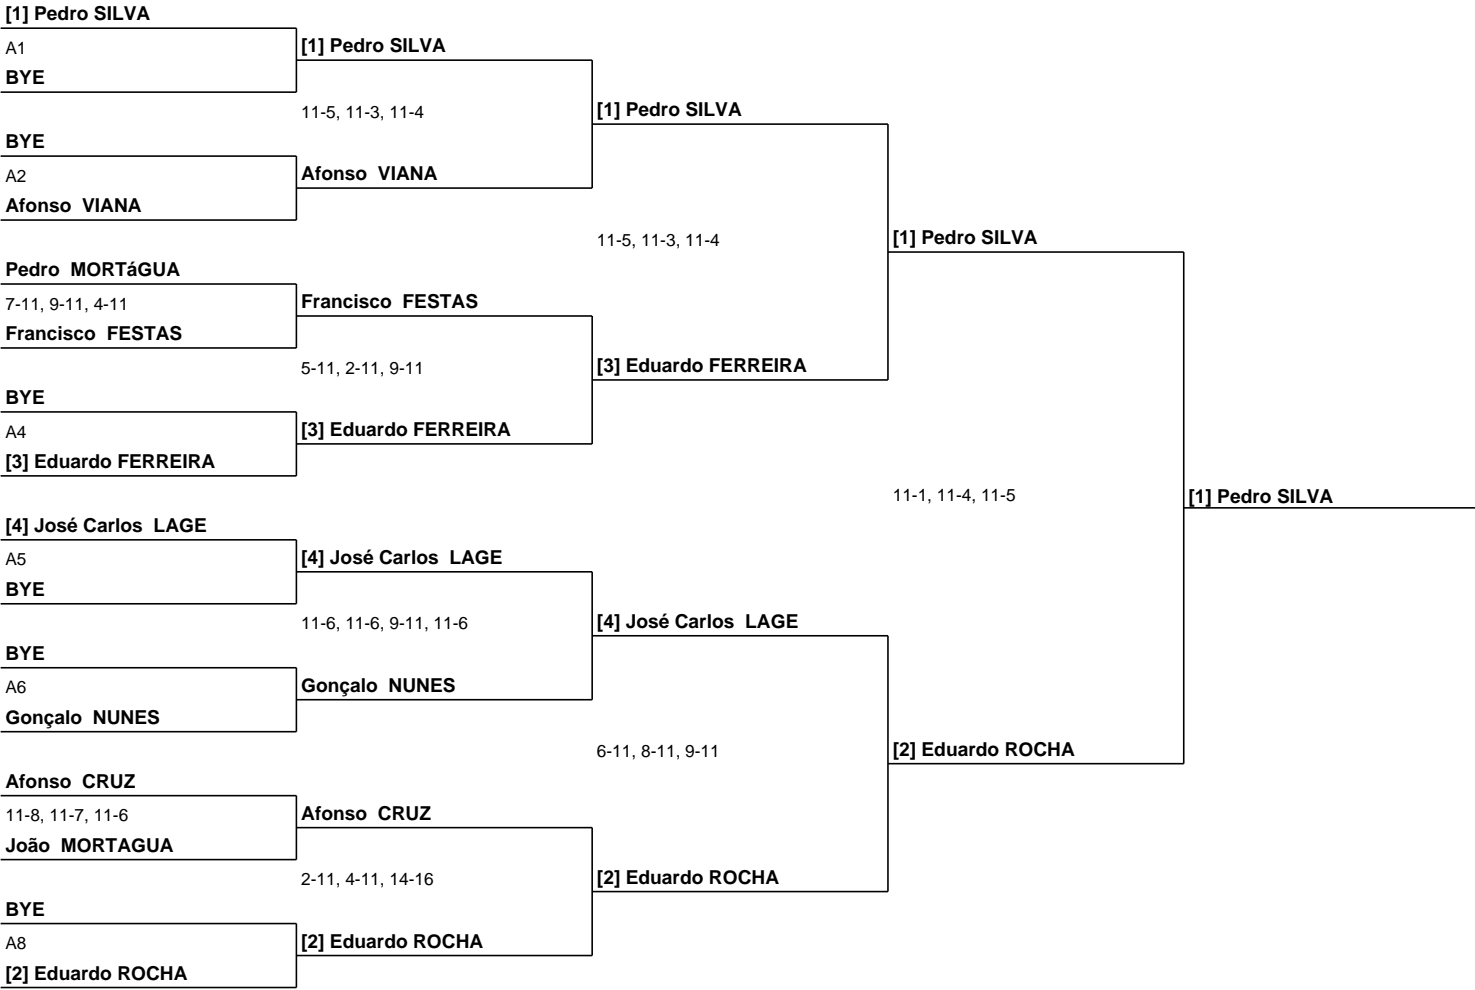 [1] Pedro SILVA
A1
BYE
BYE
A2
Afonso  VIANA
Pedro  MORTáGUA
7-11, 9-11, 4-11
Francisco  FESTAS
BYE
A4
[3] Eduardo FERREIRA
[4] José Carlos  LAGE
A5
BYE
BYE
A6
Gonçalo  NUNES
Afonso  CRUZ
11-8, 11-7, 11-6
João  MORTAGUA
BYE
A8
[2] Eduardo ROCHA
[1] Pedro SILVA
11-5, 11-3, 11-4
Afonso  VIANA
Francisco  FESTAS
5-11, 2-11, 9-11
[3] Eduardo FERREIRA
[4] José Carlos  LAGE
11-6, 11-6, 9-11, 11-6
Gonçalo  NUNES
Afonso  CRUZ
2-11, 4-11, 14-16
[2] Eduardo ROCHA
[1] Pedro SILVA
11-5, 11-3, 11-4
[3] Eduardo FERREIRA
[4] José Carlos  LAGE
6-11, 8-11, 9-11
[2] Eduardo ROCHA
[1] Pedro SILVA
11-1, 11-4, 11-5
[2] Eduardo ROCHA
[1] Pedro SILVA